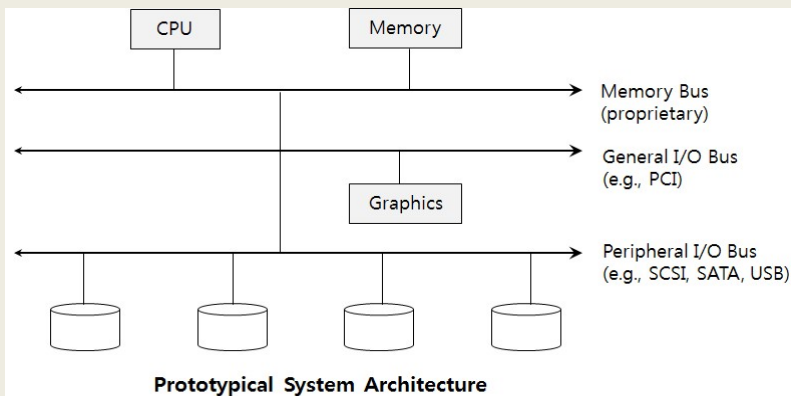 CPU
Memory
Memory Bus
(proprietary)
General I/O Bus
(e.g., PCI)
Graphics
Peripheral I/O Bus
(e.g., SCSI, SATA, USB)
Prototypical System Architecture